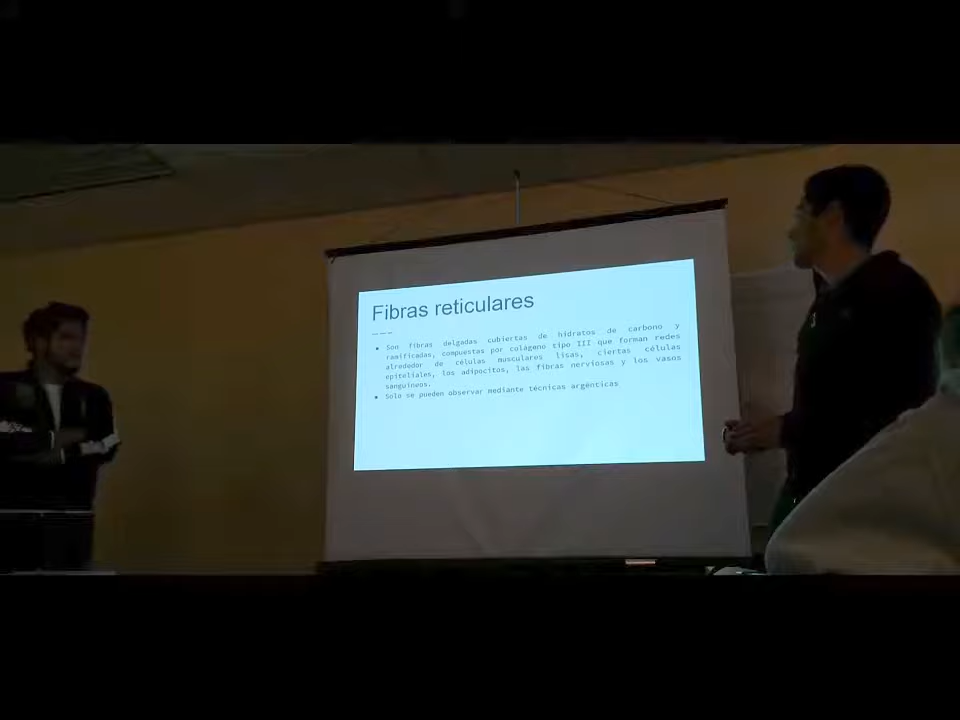 Fibras reticulares
● Son fibras delgadas cubiertas de hidratos de carbono y
ramificadas, compuestas por colágeno tipo III que forman redes
alrededor de células musculares lisas, ciertas células
epiteliales, los adipocitos, las fibras nerviosas y los vasos
sanguíneos.
● Solo se pueden observar mediante técnicas argénticas